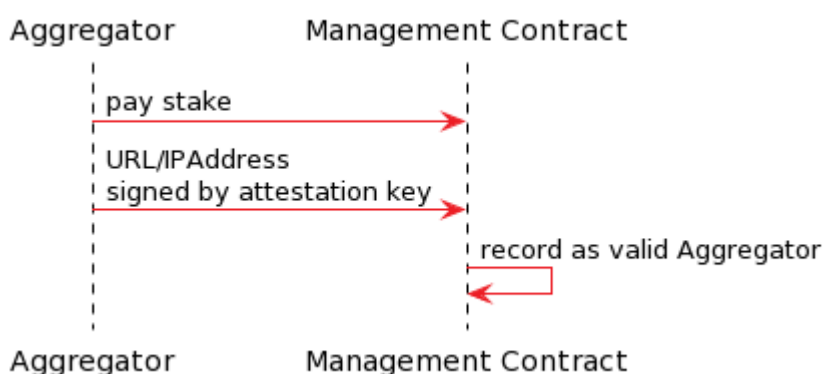 Aggregator Management Contract
pay stake
URL/IPAddress
signed by attestation key
record as valid Aggregator
Aggregator Management Contract